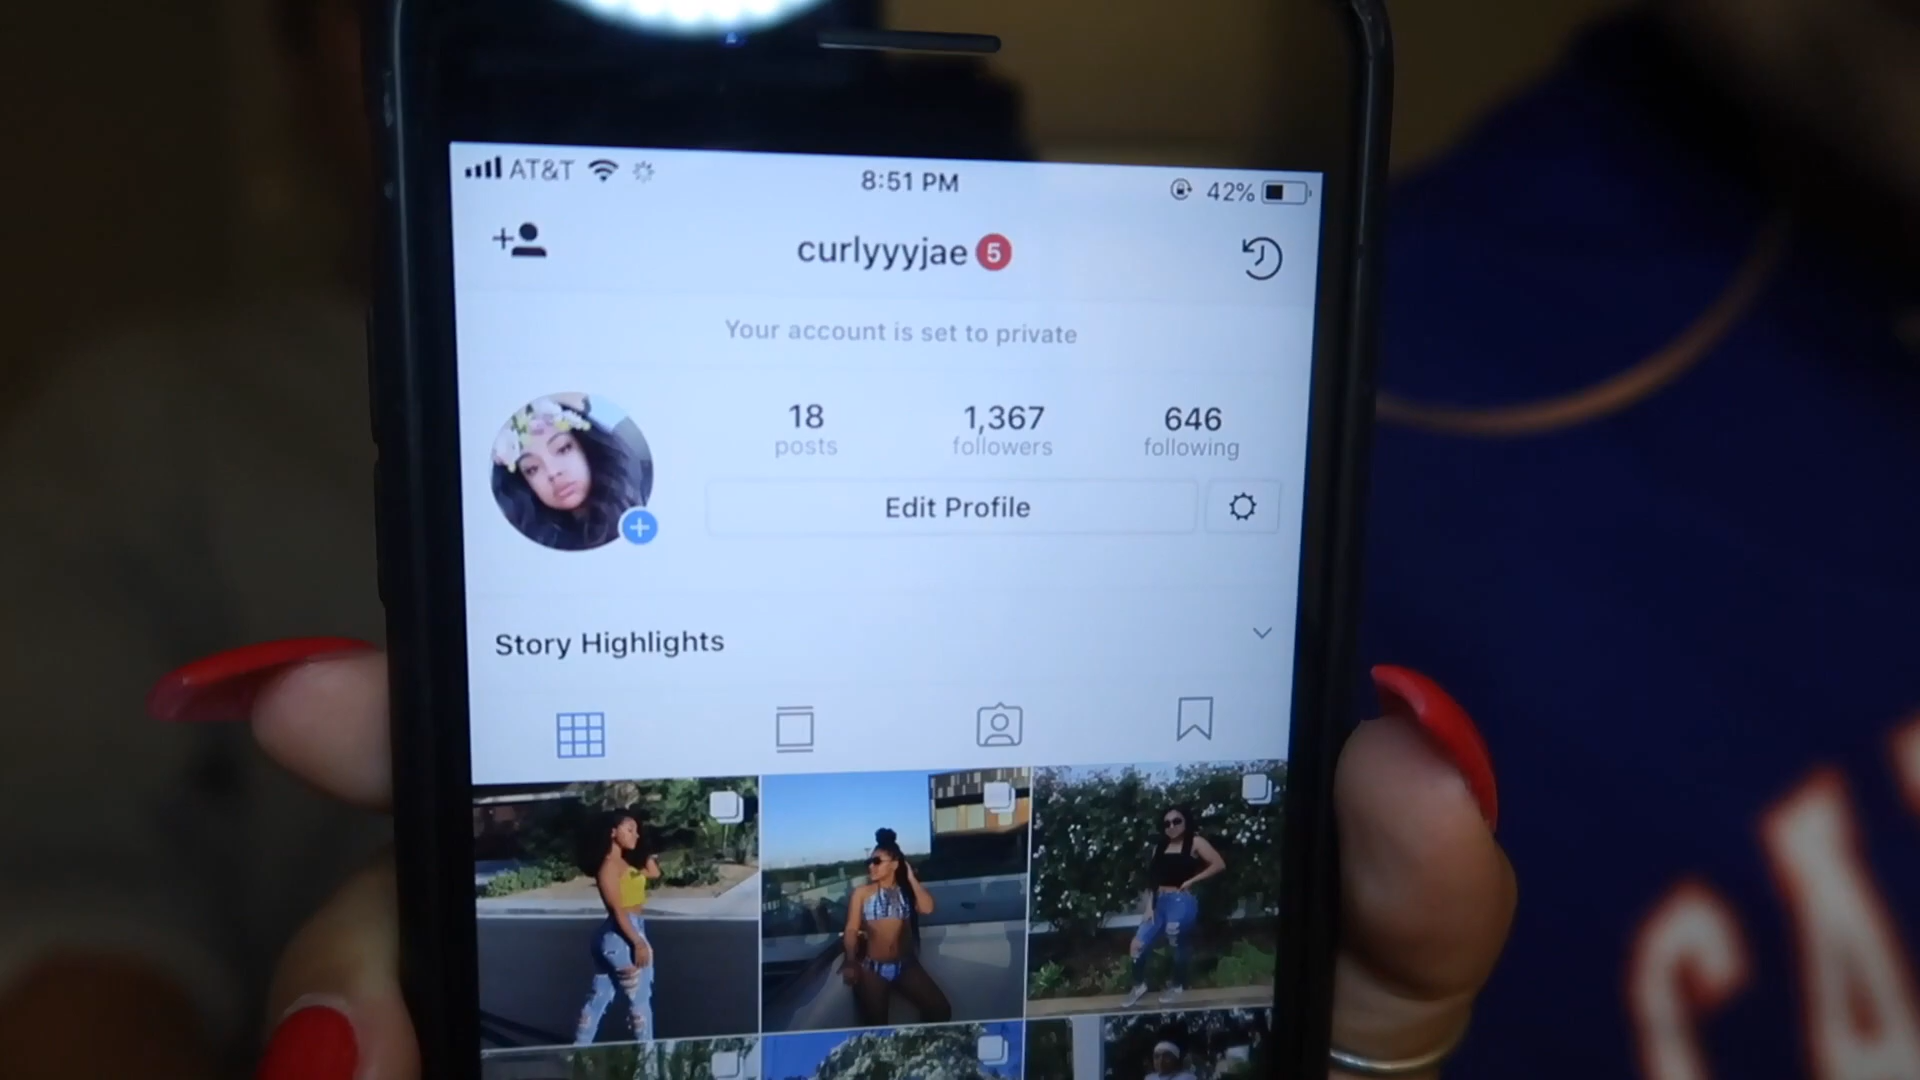 AT&T 8:51 PM 42%
curlyyyjae 5
Your account is set to private
18 1,367 646
posts followers following
Edit Profile
Story Highlights
CA